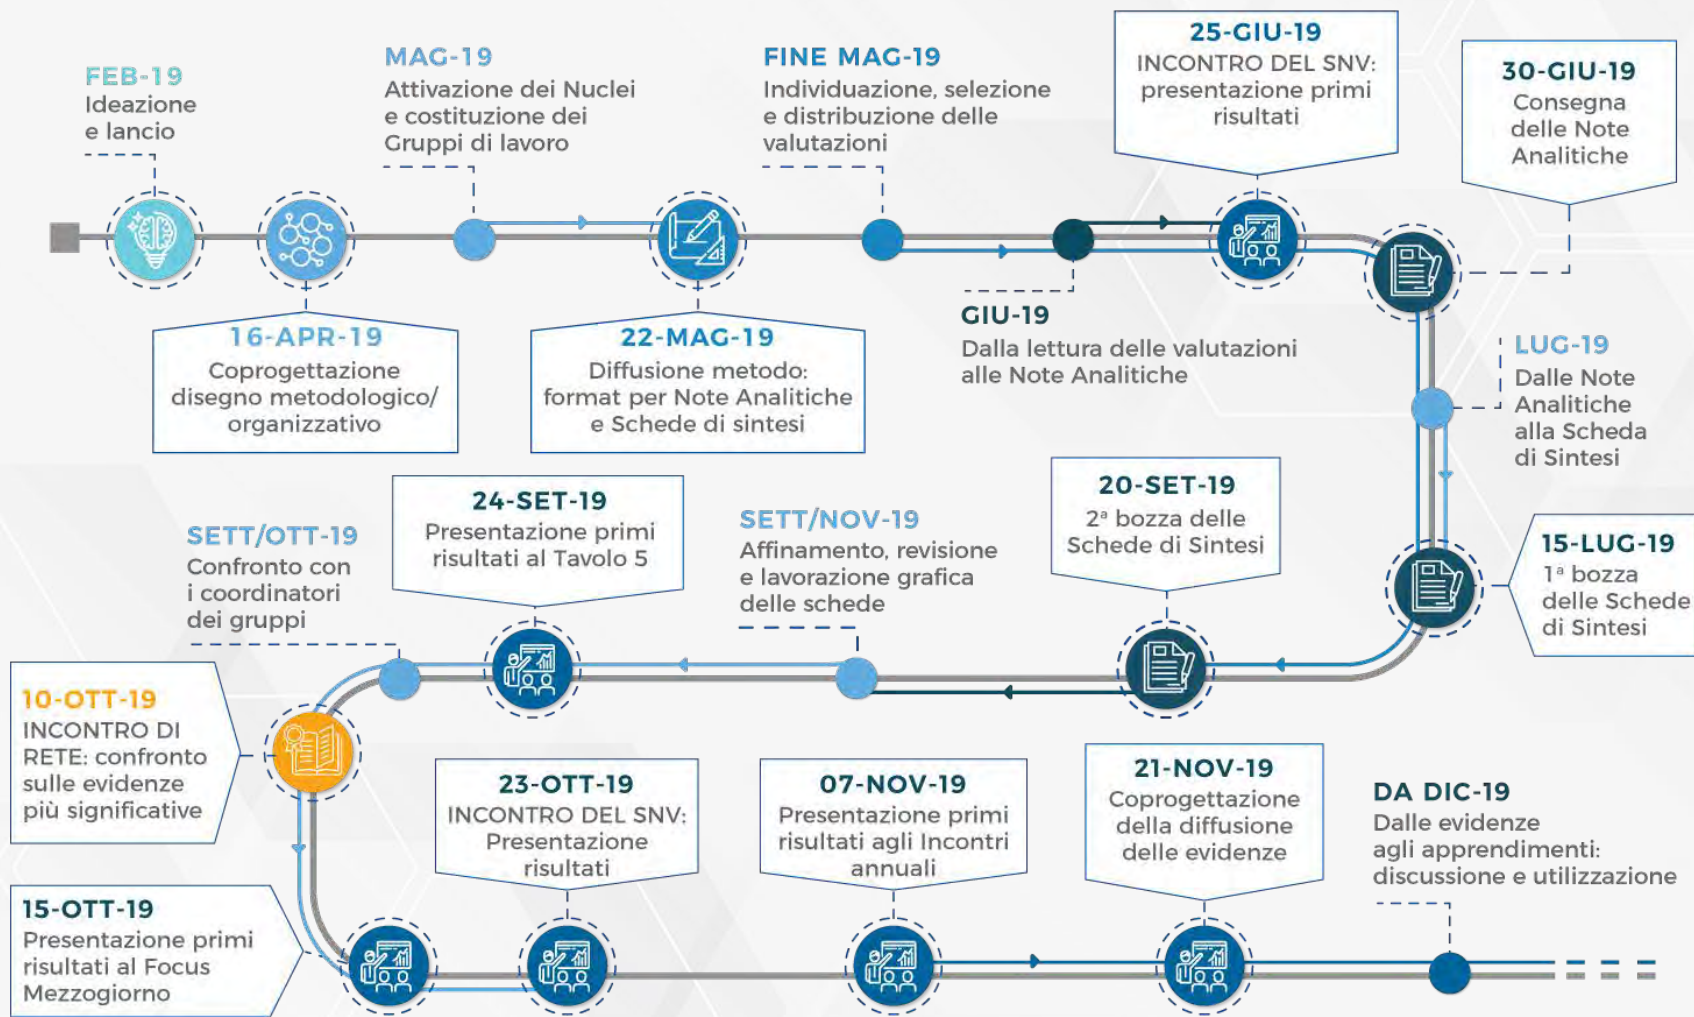 FEB-19
Ideazione
e lancio
16-APR-19
Coprogettazione
disegno metodologico/
organizzativo
MAG-19
Attivazione dei Nuclei
e costituzione dei
Gruppi di lavoro
22-MAG-19
Diffusione metodo:
format per Note Analitiche
e Schede di sintesi
FINE MAG-19
Individuazione, selezione
e distribuzione delle
valutazioni
GIU-19
Dalla lettura delle valutazioni
alle Note Analitiche
25-GIU-19
INCONTRO DEL SNV:
presentazione primi
risultati
30-GIU-19
Consegna
delle Note
Analitiche
LUG-19
Dalle Note
Analitiche
alla Scheda
di Sintesi
15-LUG-19
1ª bozza
delle Schede
di Sintesi
20-SET-19
2ª bozza delle
Schede di Sintesi
SETT/NOV-19
Affinamento, revisione
e lavorazione grafica
delle schede
24-SET-19
Presentazione primi
risultati al Tavolo 5
SETT/OTT-19
Confronto con
i coordinatori
dei gruppi
10-OTT-19
INCONTRO DI
RETE: confronto
sulle evidenze
più significative
15-OTT-19
Presentazione primi
risultati al Focus
Mezzogiorno
23-OTT-19
INCONTRO DEL SNV:
Presentazione
risultati
07-NOV-19
Presentazione primi
risultati agli Incontri
annuali
21-NOV-19
Coprogettazione
della diffusione
delle evidenze
DA DIC-19
Dalle evidenze
agli apprendimenti:
discussione e utilizzazione